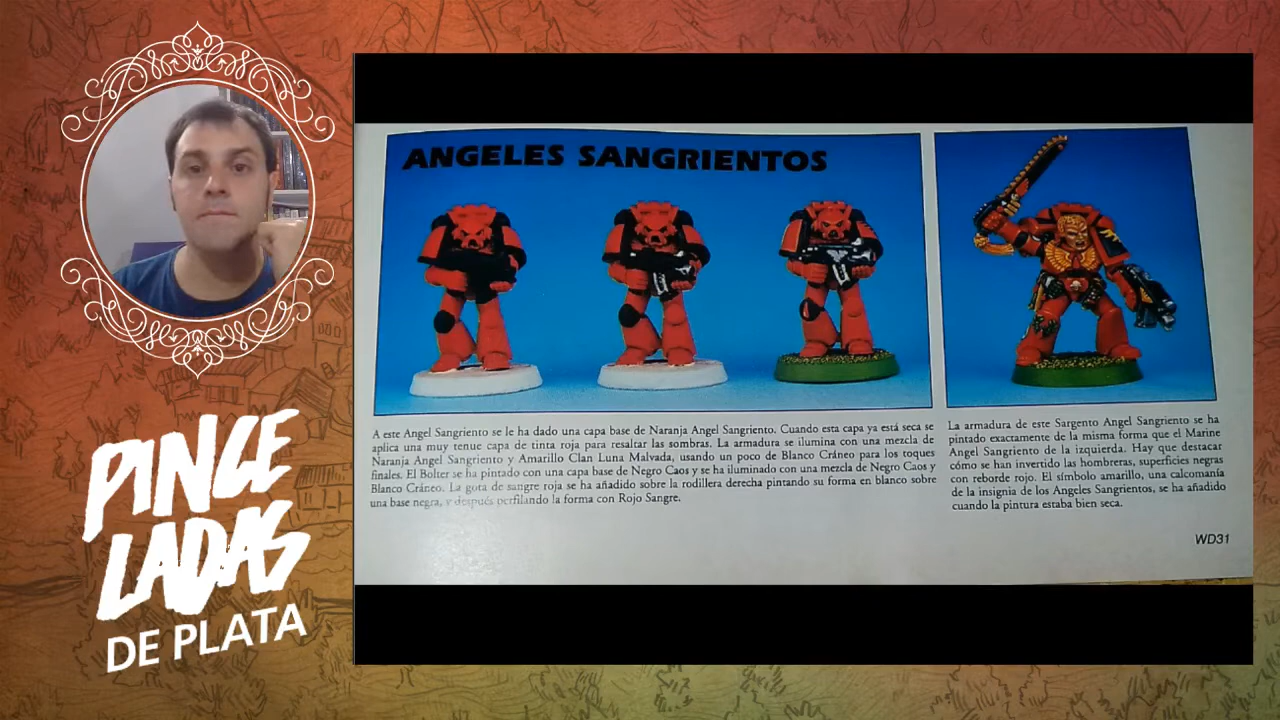 PINCE
LADAS
DE PLATA
ANGELES SANGRIENTOS
A este Angel Sangriento se le ha dado una capa base de Naranja Angel Sangriento. Cuando esta capa ya está seca se
aplica una muy tenue capa de tinta roja para resaltar las sombras. La armadura se ilumina con una mezcla de
Naranja Angel Sangriento y Amarillo Clan Luna Malvada, usando un poco de Blanco Cráneo para los toques
finales. El Bolter se ha pintado con una capa base de Negro Caos y se ha iluminado con una mezcla de Negro Caos y
Blanco Cráneo. La gota de sangre roja se ha añadido sobre la rodillera derecha pintando su forma en blanco sobre
una base negra, y después perfilando la forma con Rojo Sangre.
La armadura de este Sargento Angel Sangriento se ha
pintado exactamente de la misma forma que el Marine
Angel Sangriento de la izquierda. Hay que destacar
cómo se han invertido las hombreras, superficies negras
con reborde rojo. El símbolo amarillo, una calcomanía
de la insignia de los Angeles Sangrientos, se ha añadido
cuando la pintura estaba bien seca.
WD31